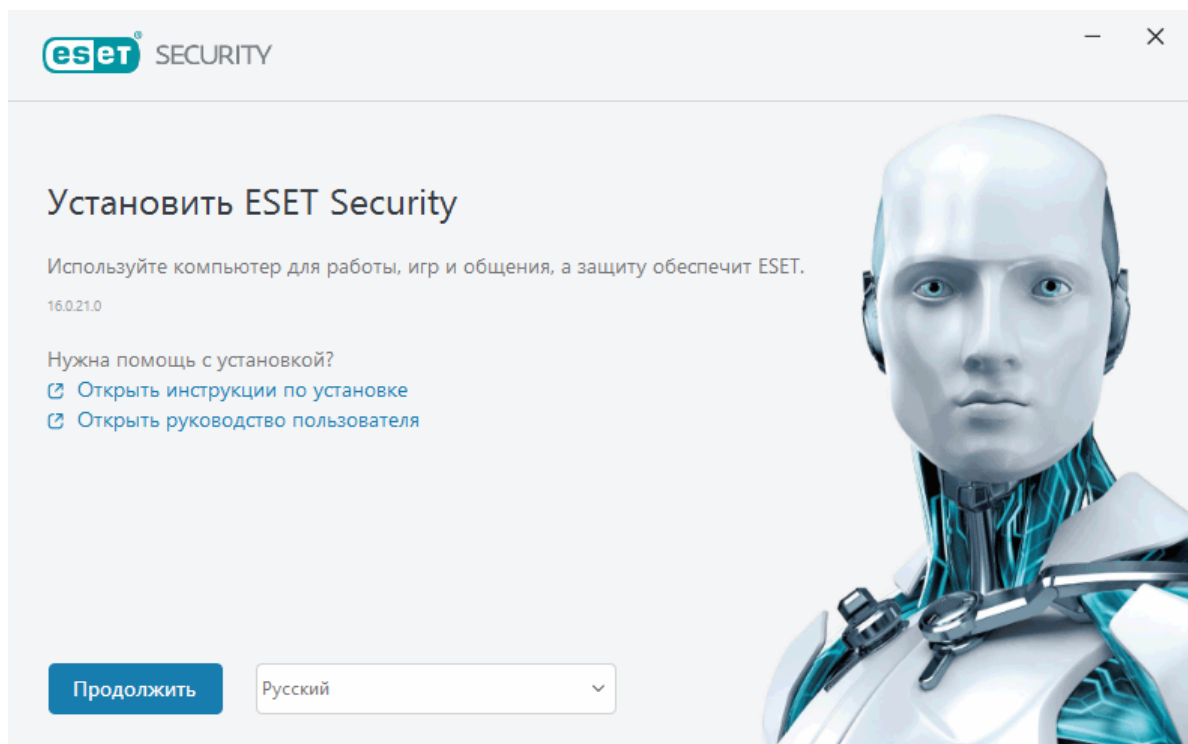 eset® SECURITY
Установить ESET Security
Используйте компьютер для работы, игр и общения, а защиту обеспечит ESET.
16.0.21.0
Нужна помощь с установкой?
Открыть инструкции по установке
Открыть руководство пользователя
Продолжить
Русский